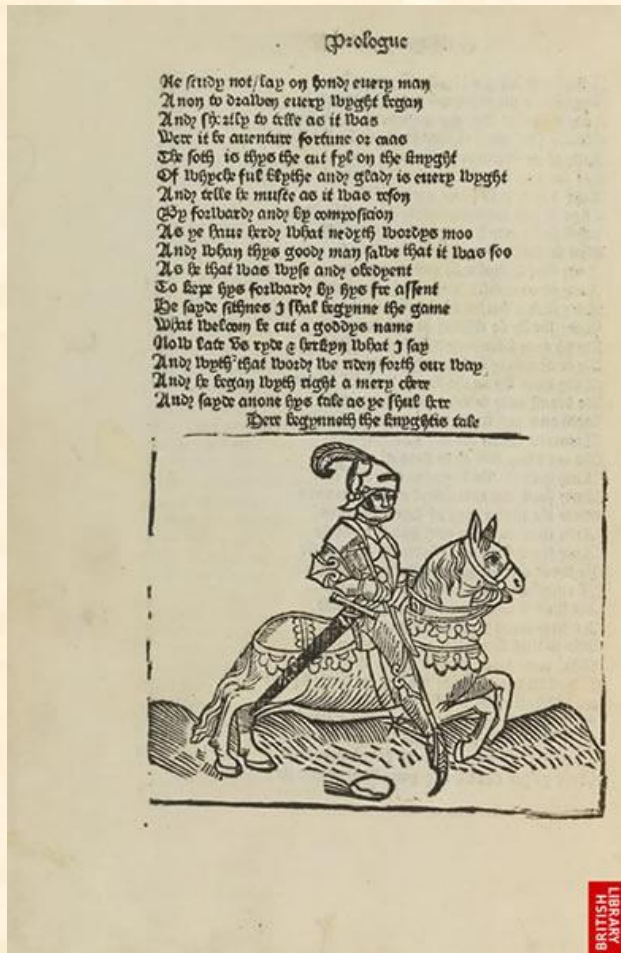 Prologue
Ne study not/lay on hond euery man
Anon to drawen euery wyght began
And shortly to telle as it was
Were it be auenture fortune or caas
The soth is thys the cut fyl on the knyght
Of whyche ful blythe and glad is euery wyght
And telle he muste as it was reson
By forward and by composicion
As ye haue herd what nedyth wordys moo
And whan thys good man sawe that it was soo
As he that was wyse and obedyent
To kepe hys forward by hys fre assent
He sayde sithnes I shal begynne the game
What welcom be cut a goddys name
Now late vs ryde & herkyn what I say
And wyth that word we riden forth our way
And he began wyth right a mery chere
And sayde anone hys tale as ye shul here
Here begynneth the knyghtis tale
BRITISH
LIBRARY